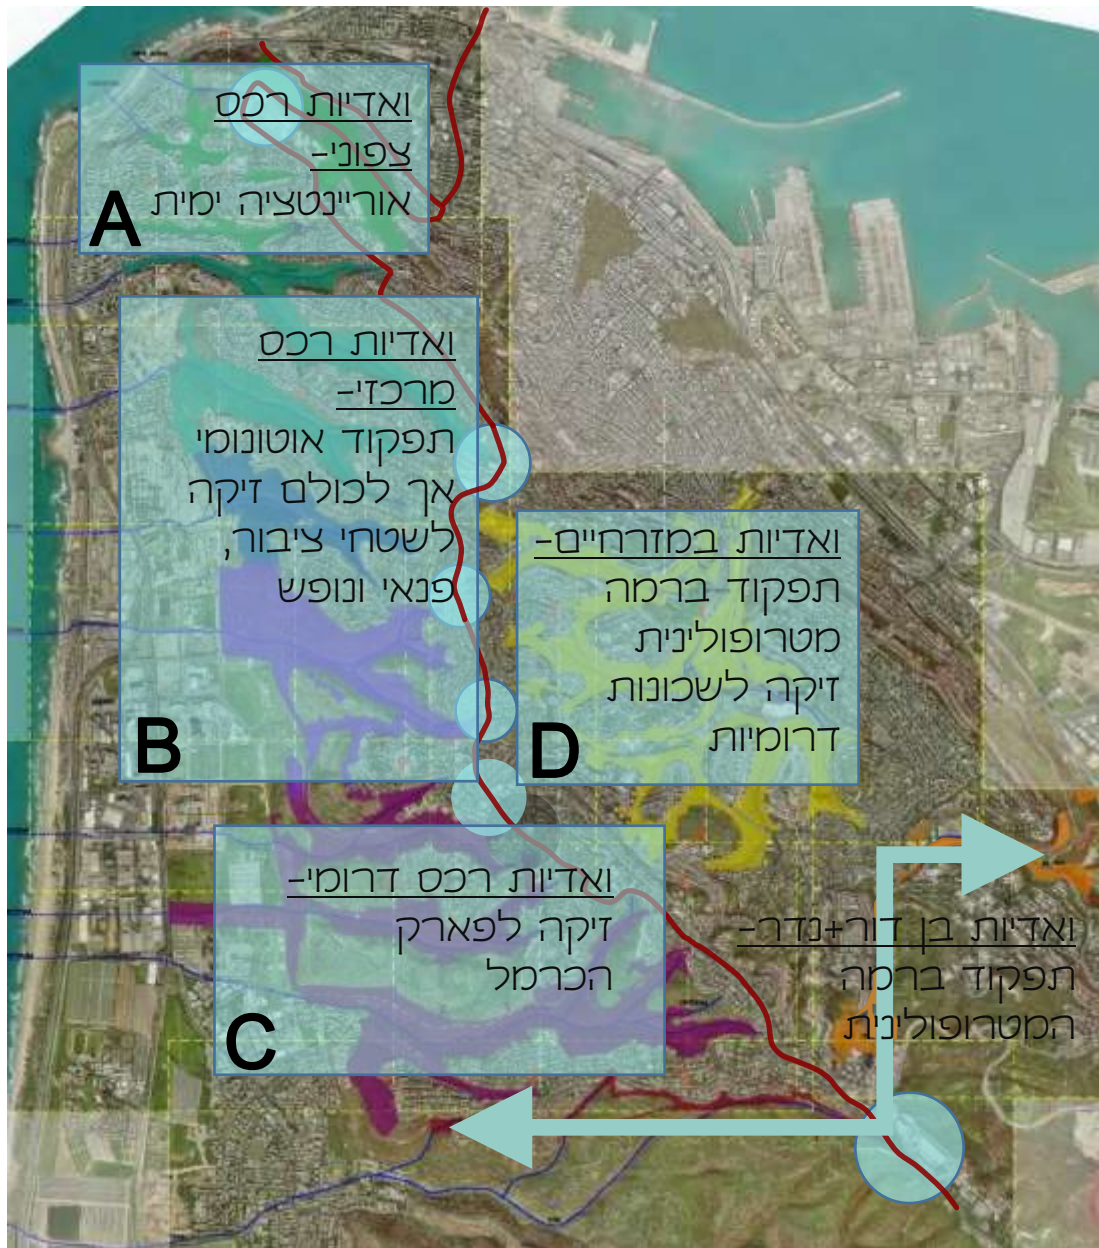 ואדיות רכס
צפוני-
אוריינטציה ימית
A
ואדיות רכס
מרכזי-
תפקוד אוטונומי
אך לכולם זיקה
לשטחי ציבור,
פנאי ונופש
B
ואדיות במזרחיים-
תפקוד ברמה
מטרופולינית
זיקה לשכונות
דרומיות
D
ואדיות רכס דרומי-
זיקה לפארק
הכרמל
C
ואדיות בן דור+נדר-
תפקוד ברמה
המטרופולינית